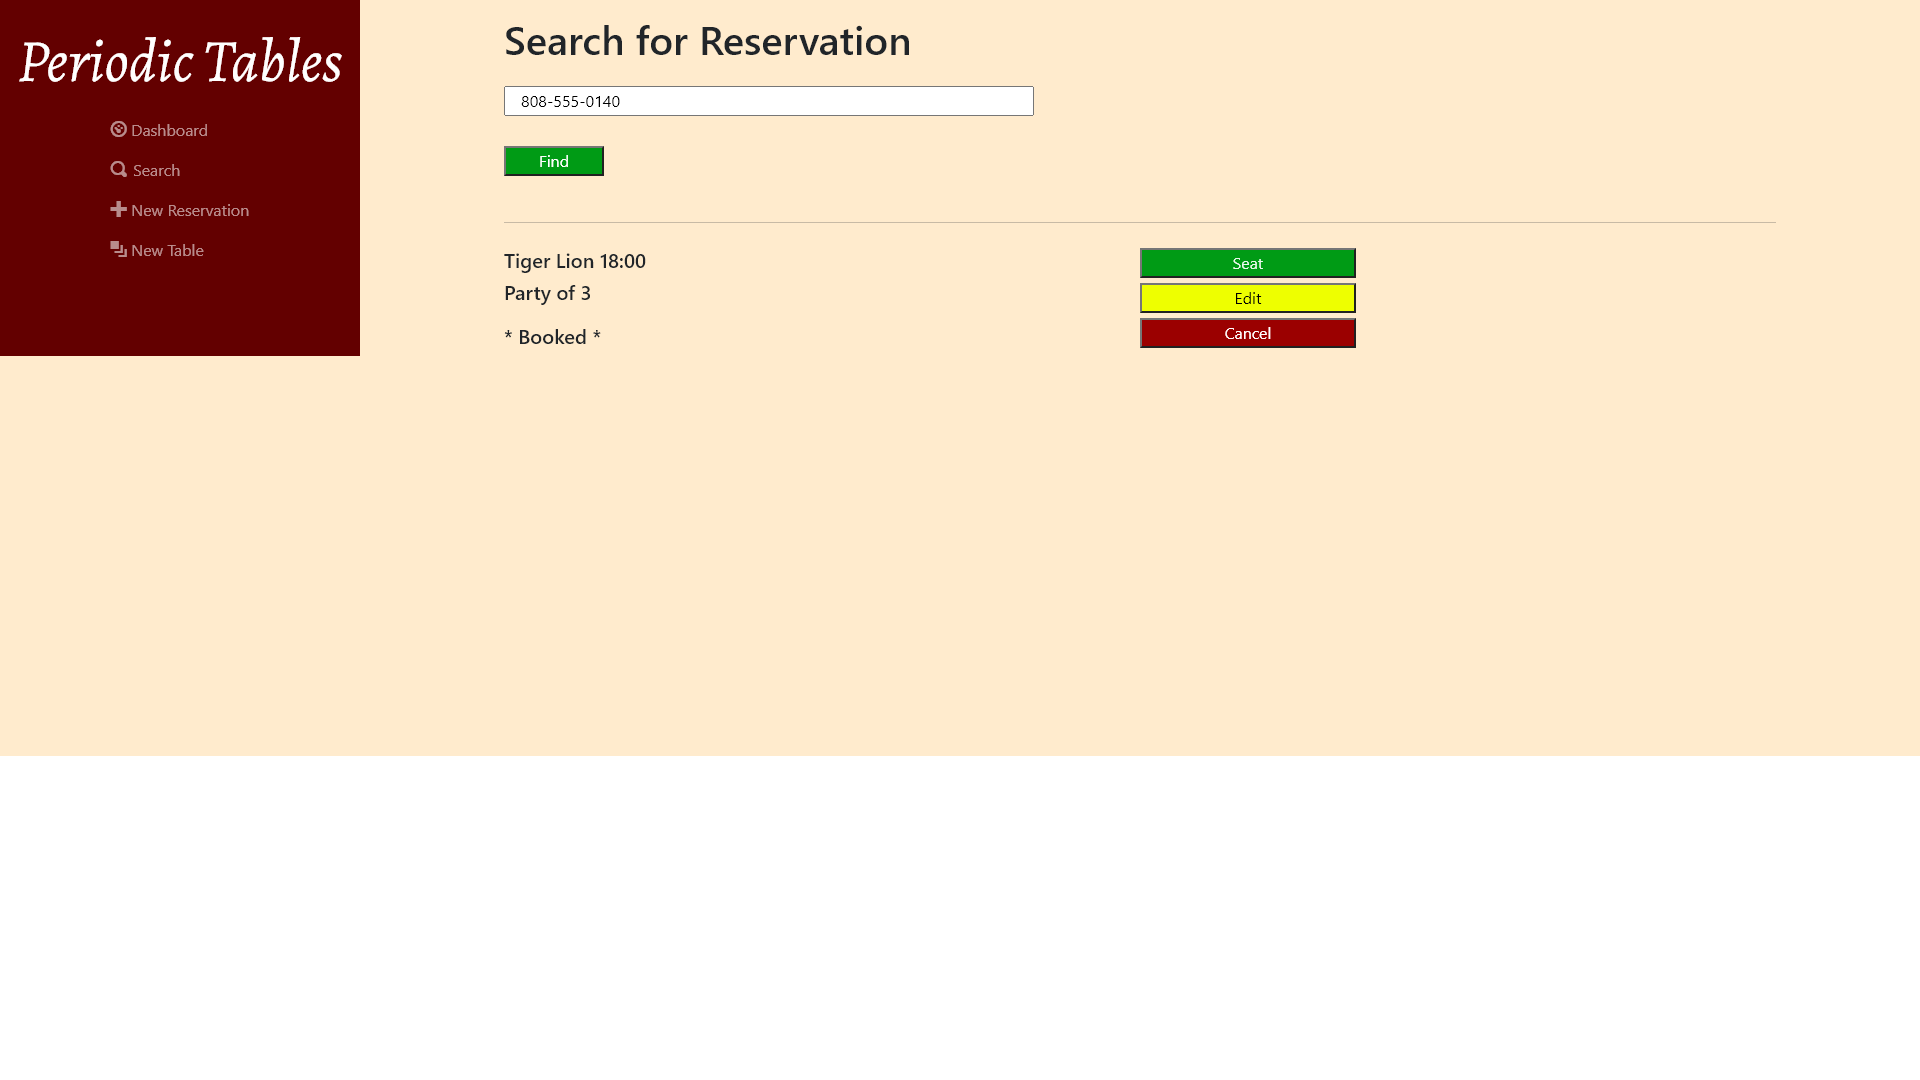 Periodic Tables
Dashboard
Search
New Reservation
New Table
Search for Reservation
808-555-0140
Find
Tiger Lion 18:00
Party of 3
* Booked *
Seat
Edit
Cancel